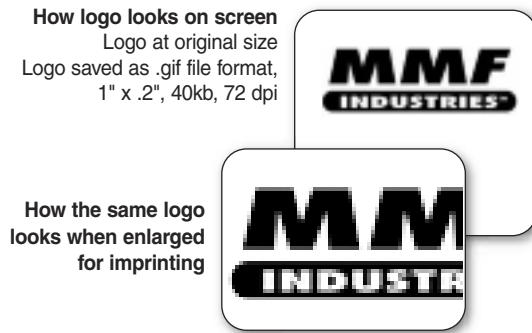 How logo looks on screen
Logo at original size
Logo saved as .gif file format,
1" x .2", 40kb, 72 dpi
MMF
INDUSTRIES™
How the same logo
looks when enlarged
for imprinting
MM
INDUSTR